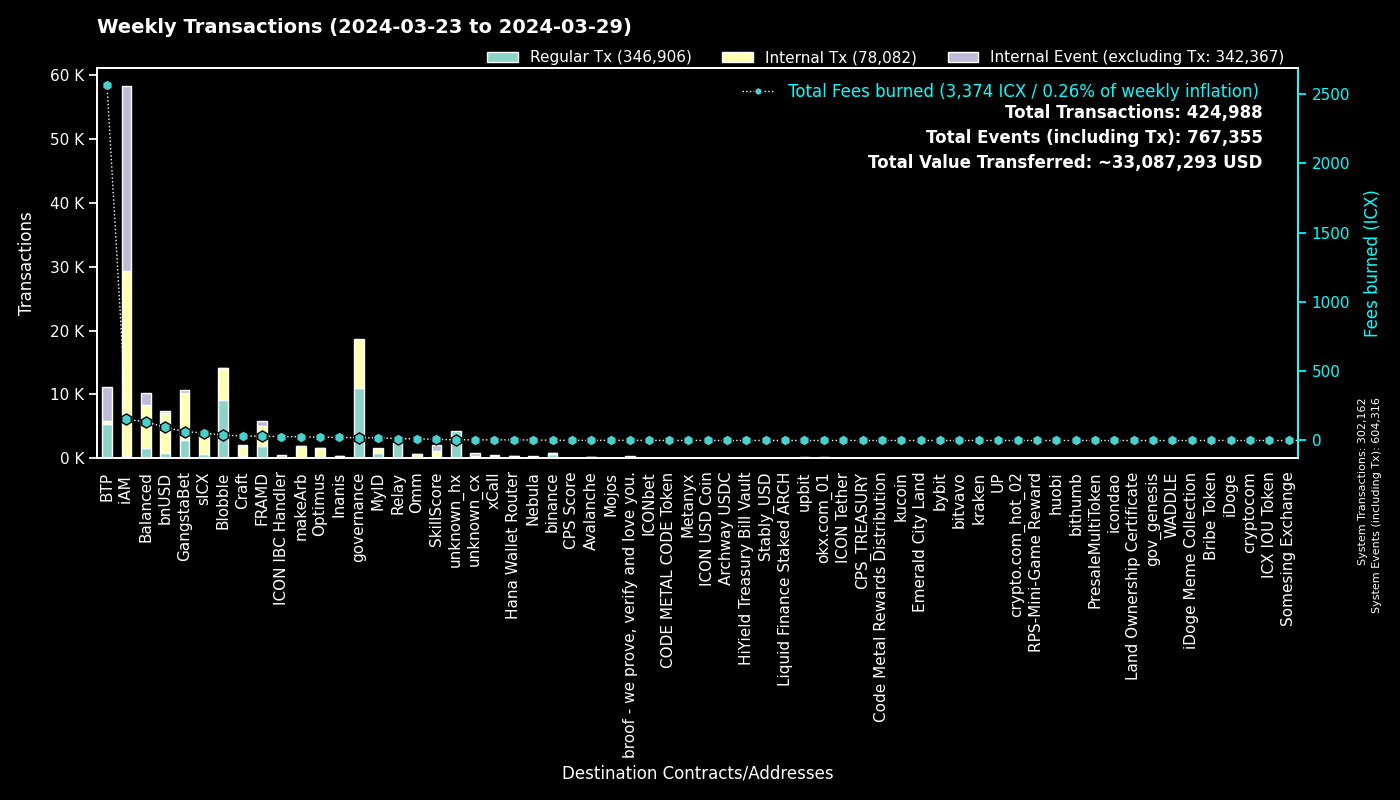 Weekly Transactions (2024-03-23 to 2024-03-29)
Regular Tx (346,906)
Internal Tx (78,082)
Internal Event (excluding Tx: 342,367)
Total Fees burned (3,374 ICX / 0.26% of weekly inflation)
Total Transactions: 424,988
Total Events (including Tx): 767,355
Total Value Transferred: ~33,087,293 USD
Transactions
60 K
50 K
40 K
30 K
20 K
10 K
0 K
2500
2000
1500
1000
500
0
Fees burned (ICX)
System Transactions: 302,162
System Events (including Tx): 604,316
BTP
iAM
Balanced
bnUSD
GangstaBet
sICX
Blobble
Craft
FRAMD
ICON IBC Handler
makeArb
Optimus
Inanis
governance
MyID
Relay
Omm
SkillScore
unknown_hx
unknown_cx
xCall
Hana Wallet Router
Nebula
binance
CPS Score
Avalanche
Mojos
broof - we prove, verify and love you.
ICONbet
CODE METAL CODE Token
Metanyx
ICON USD Coin
Archway USDC
HiYield Treasury Bill Vault
Stably_USD
Liquid Finance Staked ARCH
upbit
okx.com_01
ICON Tether
CPS_TREASURY
Code Metal Rewards Distribution
kucoin
Emerald City Land
bybit
bitvavo
kraken
UP
crypto.com_hot_02
RPS-Mini-Game Reward
huobi
bithumb
PresaleMultiToken
icondao
Land Ownership Certificate
gov_genesis
WADDLE
iDoge Meme Collection
Bribe Token
iDoge
cryptocom
ICX IOU Token
Somesing Exchange
Destination Contracts/Addresses